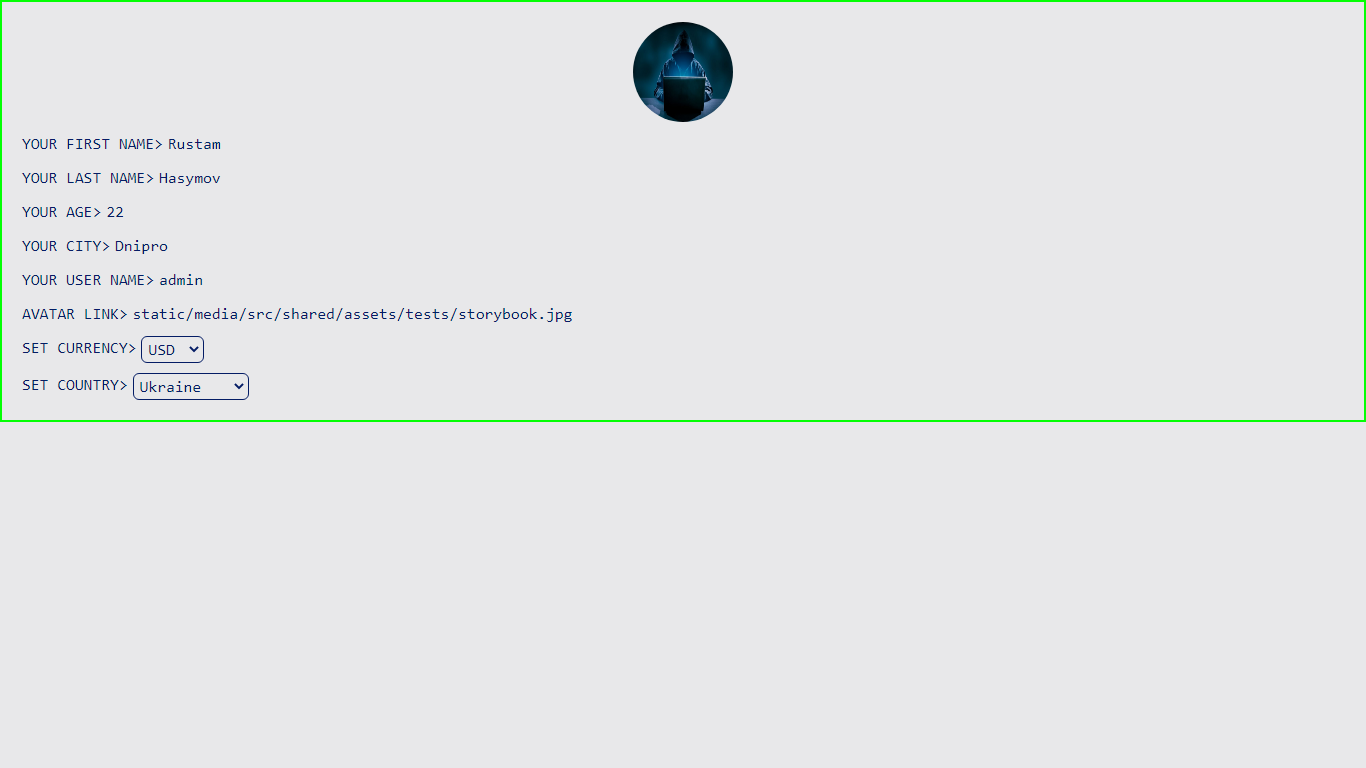 YOUR FIRST NAME> Rustam
YOUR LAST NAME> Hasymov
YOUR AGE> 22
YOUR CITY> Dnipro
YOUR USER NAME> admin
AVATAR LINK> static/media/src/shared/assets/tests/storybook.jpg
SET CURRENCY> USD
SET COUNTRY> Ukraine